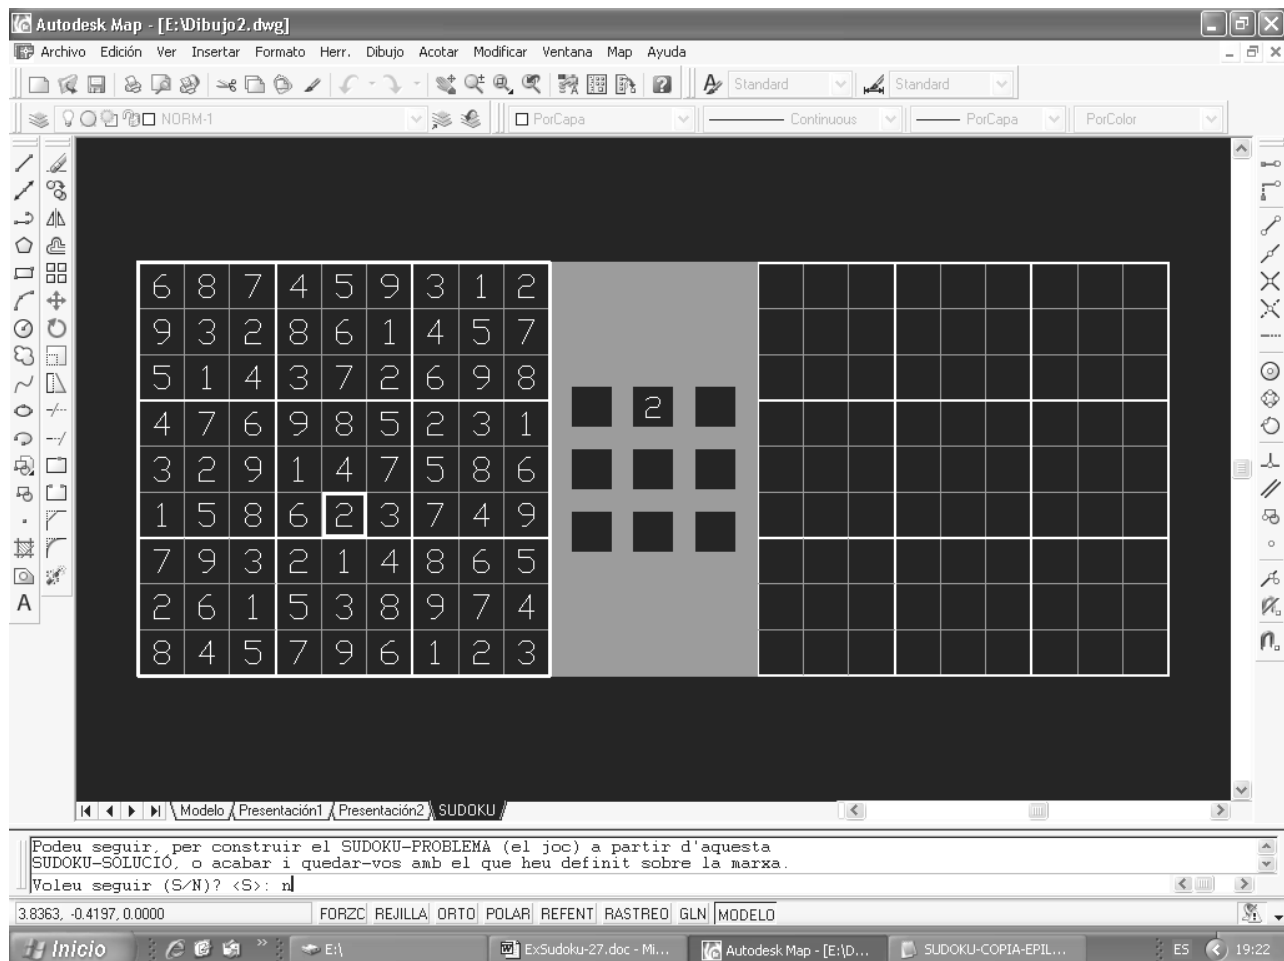 Autodesk Map - [E:\Dibujo2.dwg]
Archivo Edición Ver Insertar Formato Herr. Dibujo Acotar Modificar Ventana Map Ayuda
Standard Standard
NORM-1 PorCapa Continuous PorCapa PorColor
6 8 7 4 5 9 3 1 2
9 3 2 8 6 1 4 5 7
5 1 4 3 7 2 6 9 8
2
4 7 6 9 8 5 2 3 1
3 2 9 1 4 7 5 8 6
1 5 8 6 2 3 7 4 9
7 9 3 2 1 4 8 6 5
2 6 1 5 3 8 9 7 4
8 4 5 7 9 6 1 2 3
A
Modelo Presentación1 Presentación2 SUDOKU
Podeu seguir, per construir el SUDOKU-PROBLEMA (el joc) a partir d'aquesta
SUDOKU-SOLUCIÓ, o acabar i quedar-vos amb el que heu definit sobre la marxa.
Voleu seguir (S/N)? <S>: n
3.8363, -0.4197, 0.0000 FORZC REJILLA ORTO POLAR REFENT RASTREO GLN MODELO
Inicio » E:\ ExSudoku-27.doc - Mi... Autodesk Map - [E:\D... SUDOKU-COPIA-EPIL... ES 19:22